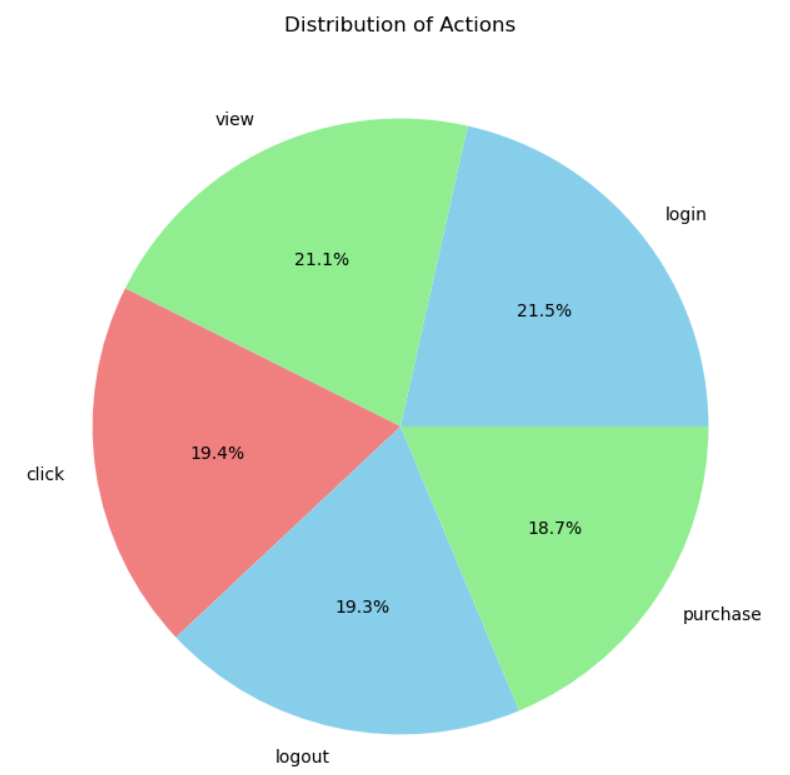 Distribution of Actions
view
login
21.1%
21.5%
19.4%
click
18.7%
19.3%
purchase
logout